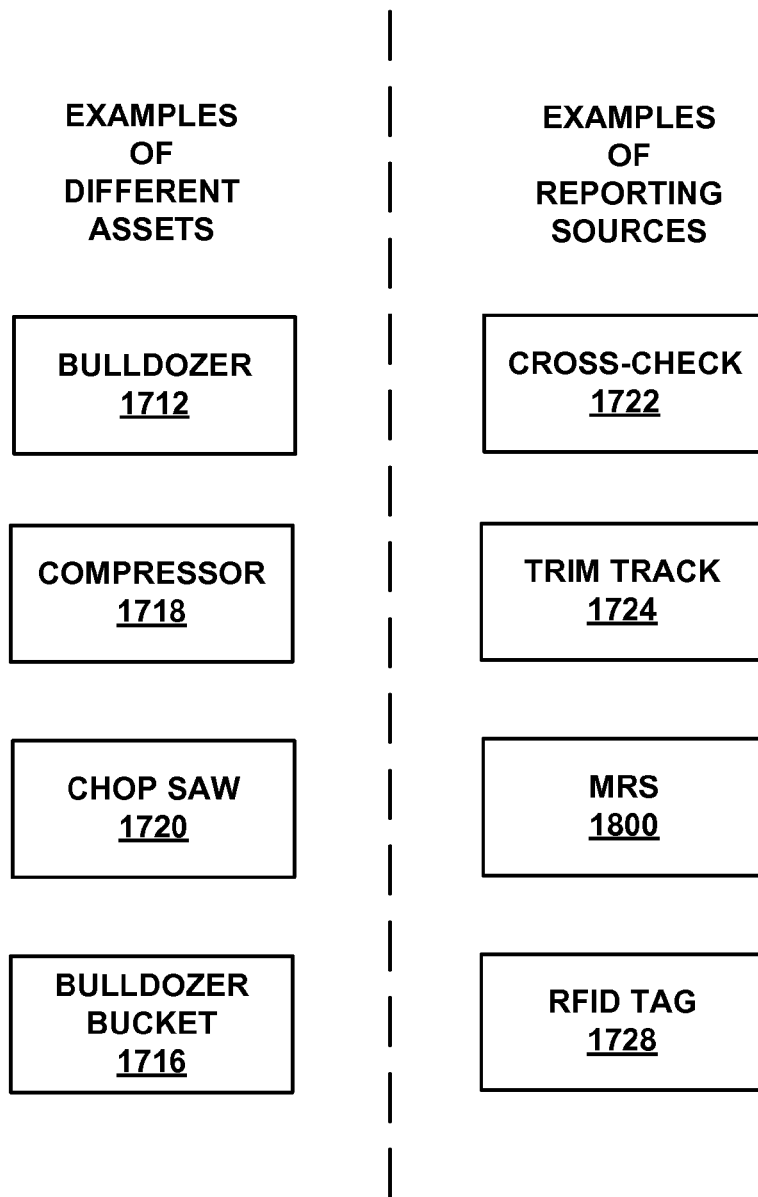 EXAMPLES
OF
DIFFERENT
ASSETS
BULLDOZER
1712
COMPRESSOR
1718
CHOP SAW
1720
BULLDOZER
BUCKET
1716
EXAMPLES
OF
REPORTING
SOURCES
CROSS-CHECK
1722
TRIM TRACK
1724
MRS
1800
RFID TAG
1728